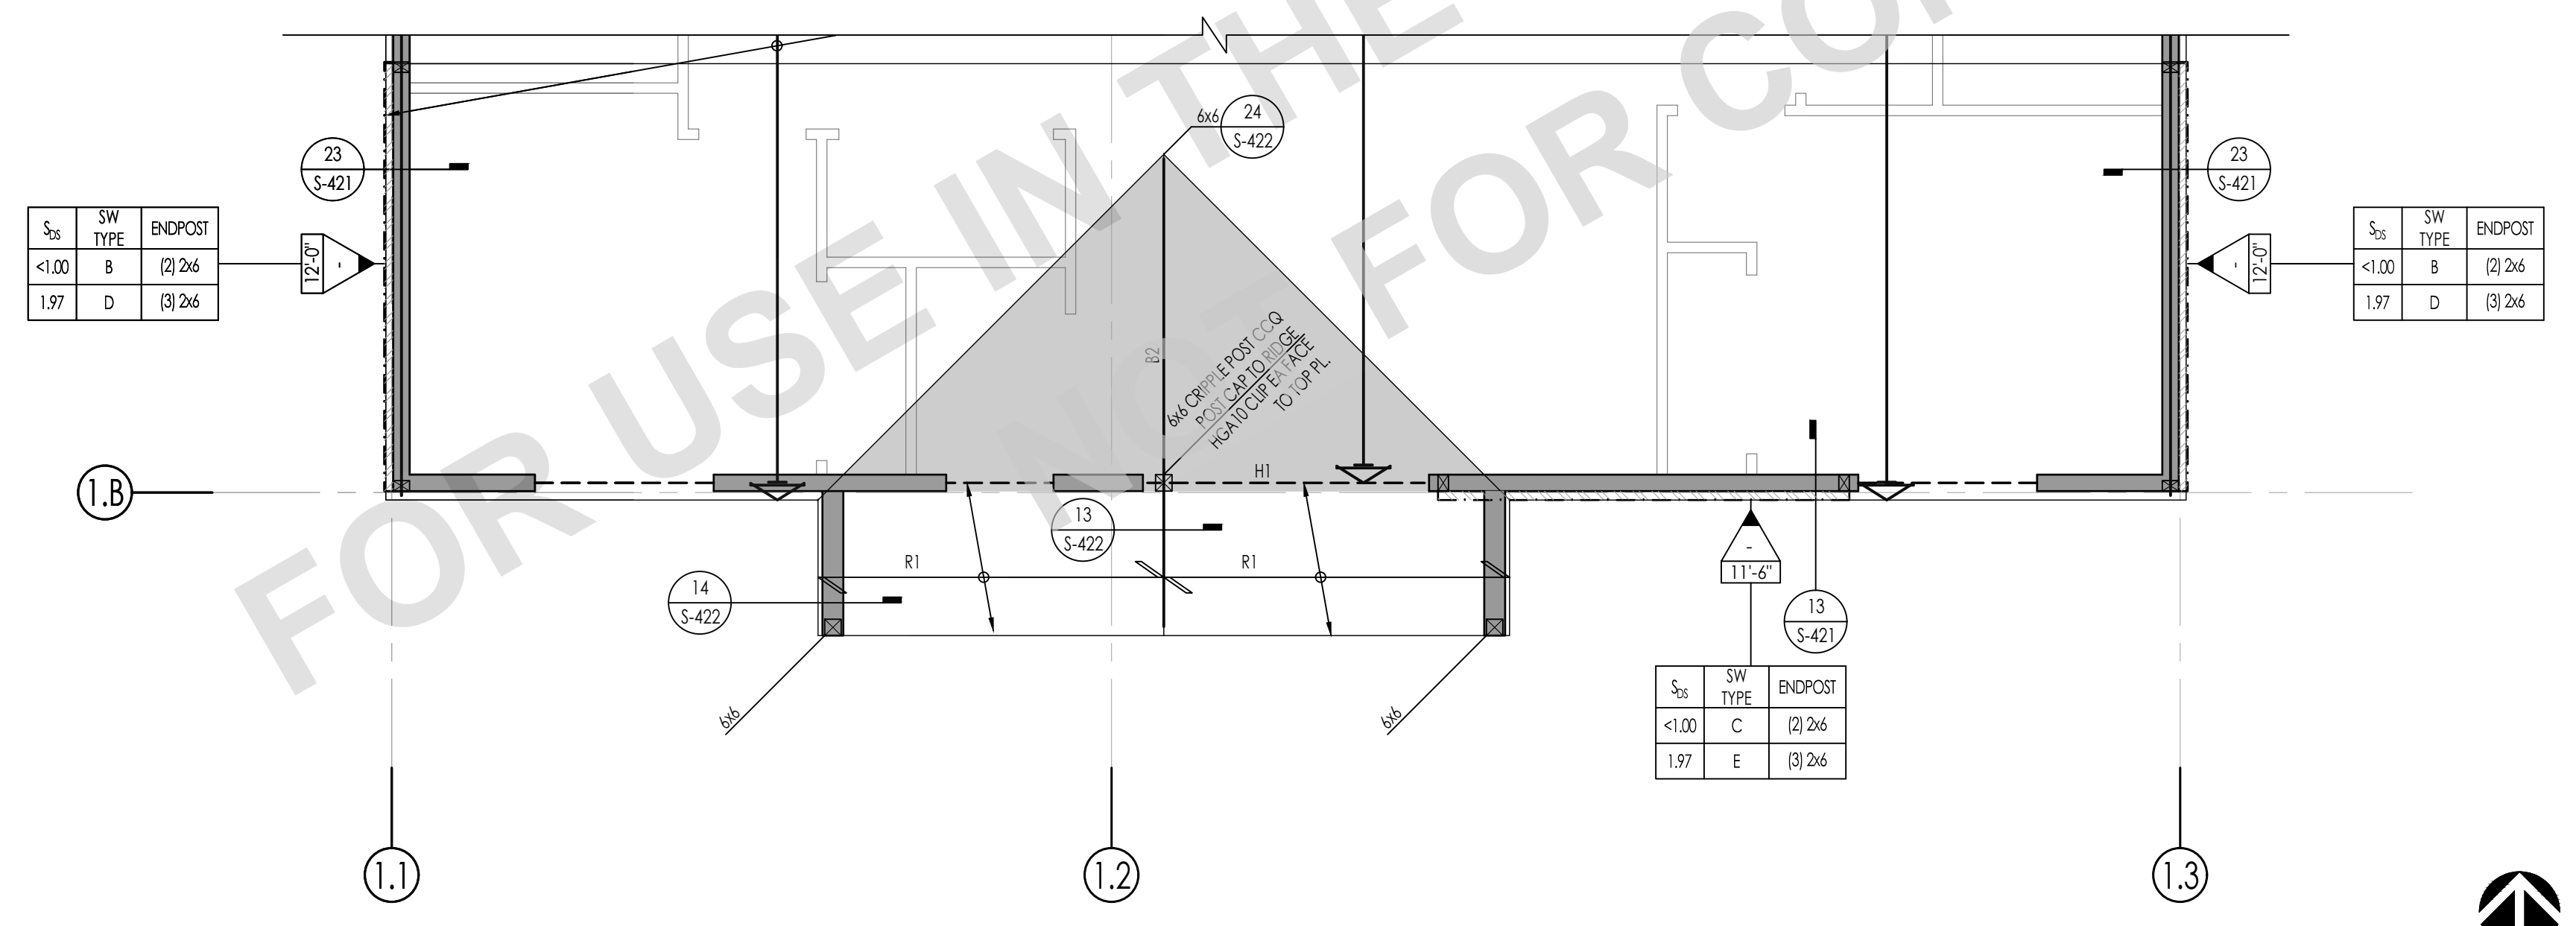 FOR USE IN THE
NOT FOR CO
6x6
24
S-422
23
S-421
23
S-421
S_DS SW TYPE ENDPOST
<1.00 B (2) 2x6
1.97 D (3) 2x6
12'-0"
-
12'-0"
-
S_DS SW TYPE ENDPOST
<1.00 B (2) 2x6
1.97 D (3) 2x6
B2
6x6 CRIPPLE POST CCQ
POST CAP TO RIDGE,
HGA10 CLIP EA FACE
TO TOP PL.
H1
1.B
13
S-422
R1
R1
14
S-422
-
11'-6"
13
S-421
6x6
6x6
S_DS SW TYPE ENDPOST
<1.00 C (2) 2x6
1.97 E (3) 2x6
1.1
1.2
1.3